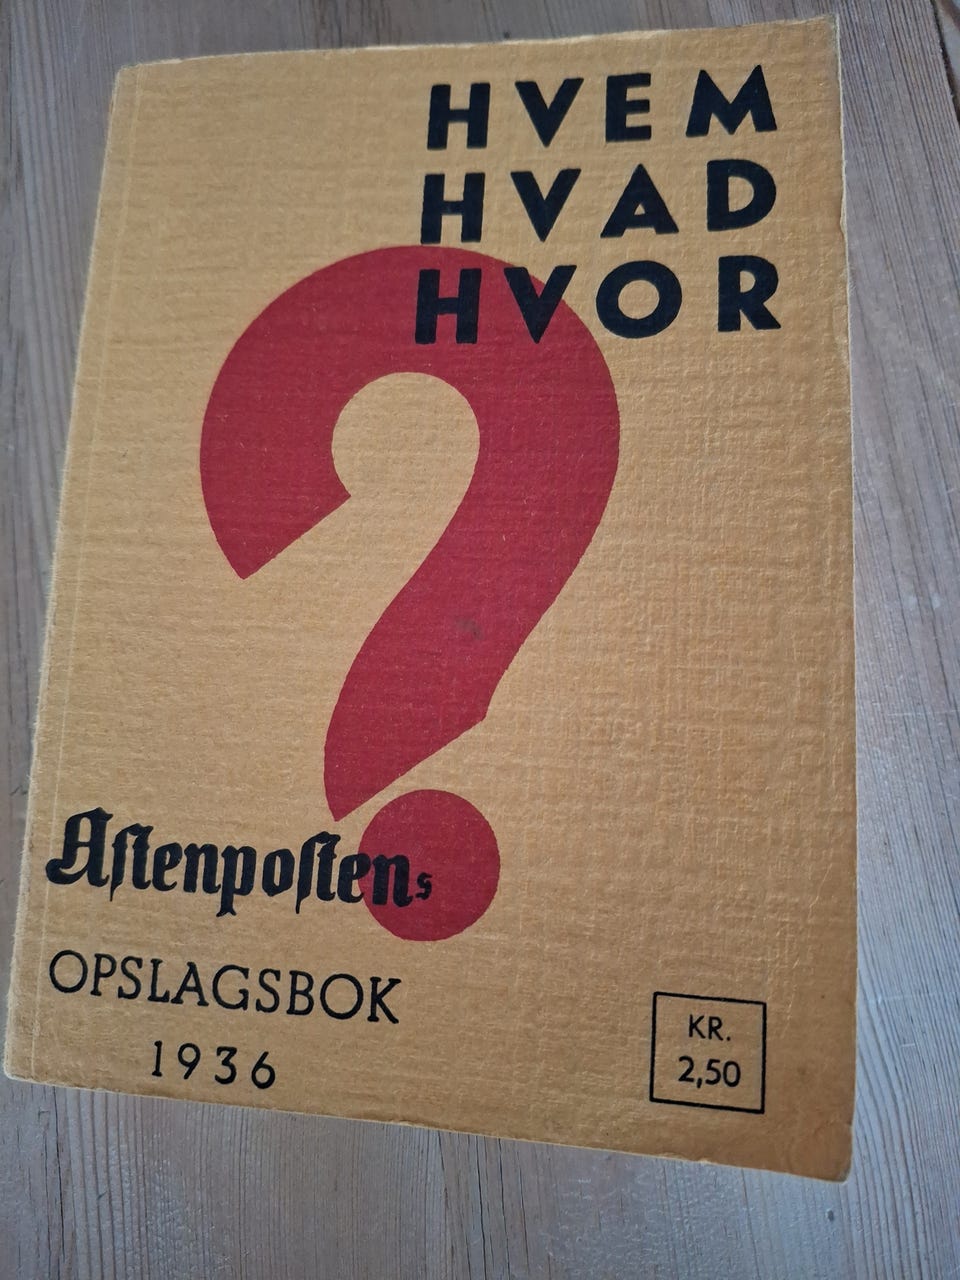 HVEM
HVAD
HVOR
?
Aftenpostens
OPSLAGSBOK
1936
KR.
2,50